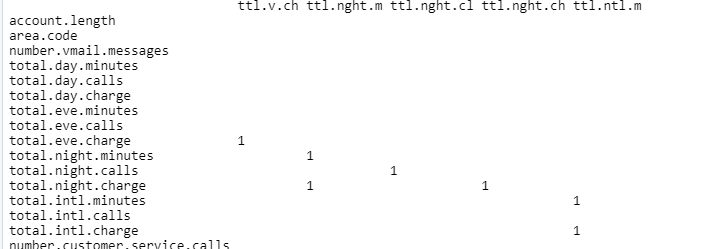 ttl.v.ch ttl.nght.m ttl.nght.cl ttl.nght.ch ttl.ntl.m
account.length
area.code
number.vmail.messages
total.day.minutes
total.day.calls
total.day.charge
total.eve.minutes
total.eve.calls
total.eve.charge 1
total.night.minutes 1
total.night.calls 1
total.night.charge 1 1
total.intl.minutes 1
total.intl.calls
total.intl.charge 1
number.customer.service.calls